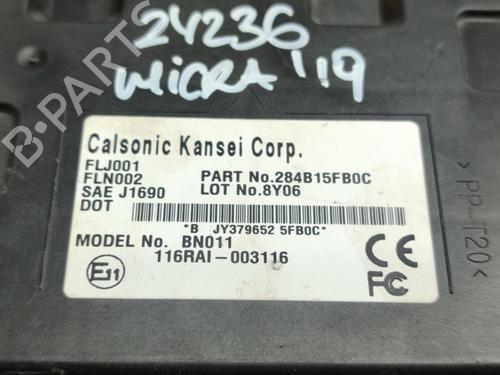 24236
MICRA '19
B-PARTS
Calsonic Kansei Corp.
FLJ001
FLN002 PART No.284B15FB0C
SAE J1690 LOT No.8Y06
DOT
*B JY379652 5FB0C*
MODEL No. BN011
116RAI-003116
E11
CE
FC
>PP-T20<